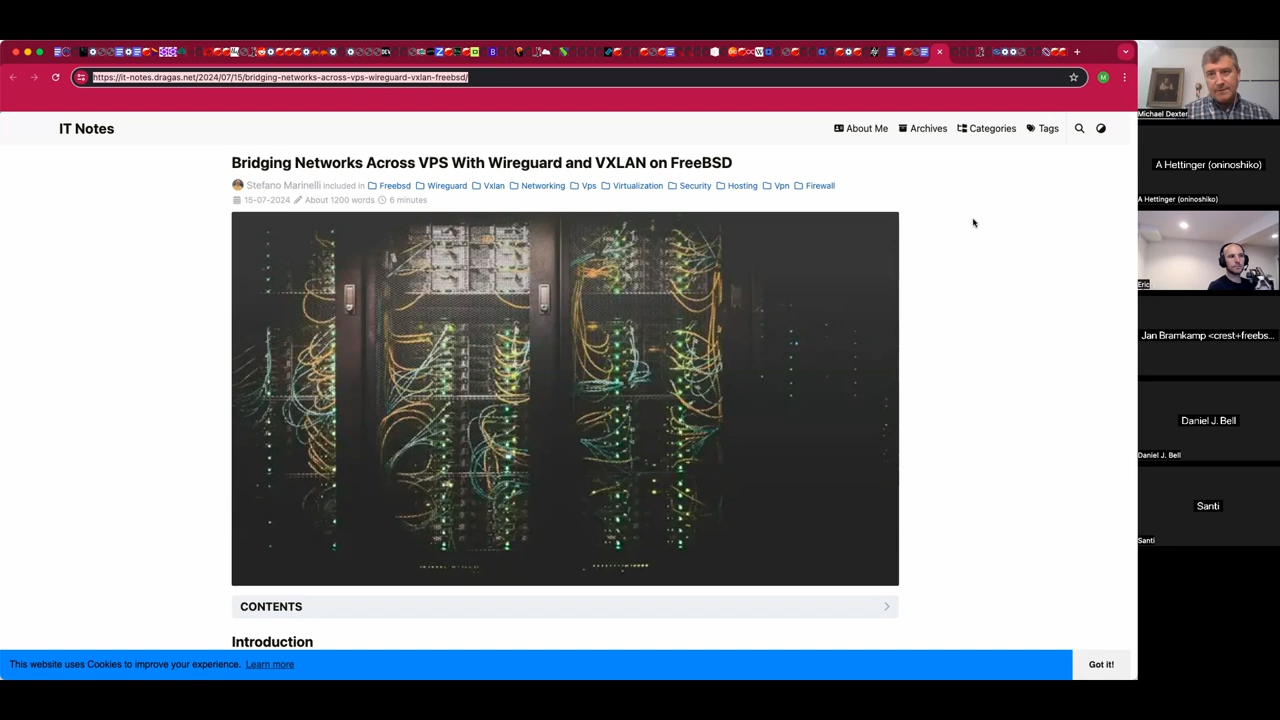 https://it-notes.dragas.net/2024/07/15/bridging-networks-across-vps-wireguard-vxlan-freebsd/
M
IT Notes
About Me
Archives
Categories
Tags
Bridging Networks Across VPS With Wireguard and VXLAN on FreeBSD
Stefano Marinelli included in Freebsd Wireguard Vxlan Networking Vps Virtualization Security Hosting Vpn Firewall
15-07-2024 About 1200 words 6 minutes
CONTENTS
Introduction
This website uses Cookies to improve your experience. Learn more
Got it!
Michael Dexter
A Hettinger (oninoshiko)
A Hettinger (oninoshiko)
Eric
Jan Bramkamp <crest+freebs...
Daniel J. Bell
Daniel J. Bell
Santi
Santi